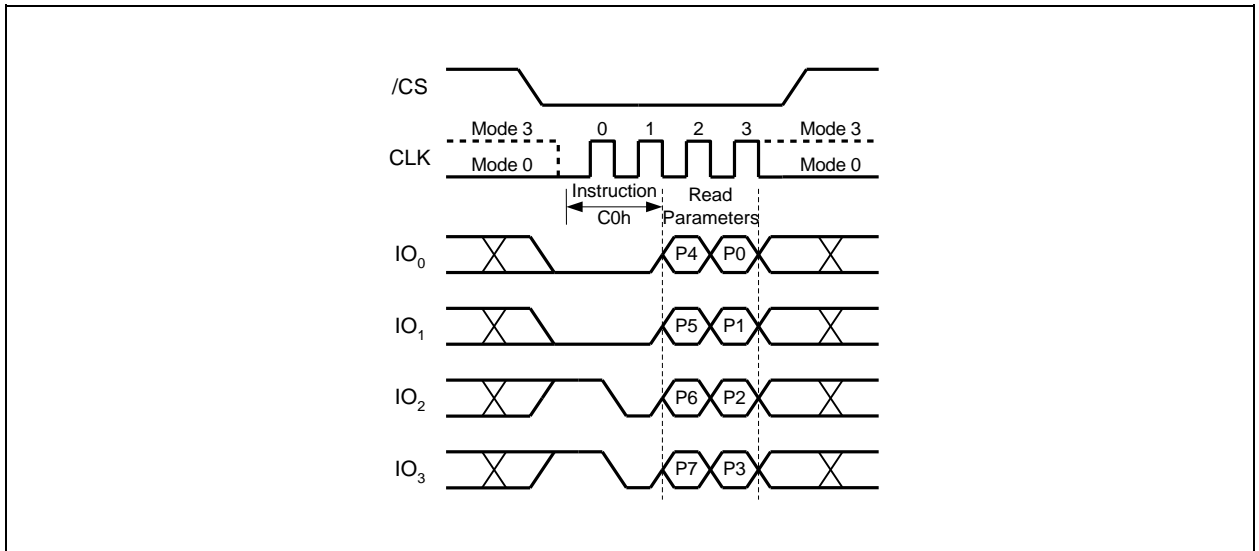 /CS
Mode 3 0 1 2 3 Mode 3
CLK
Mode 0 Mode 0
Instruction Read
C0h Parameters
IO0 P4 P0
IO1 P5 P1
IO2 P6 P2
IO3 P7 P3